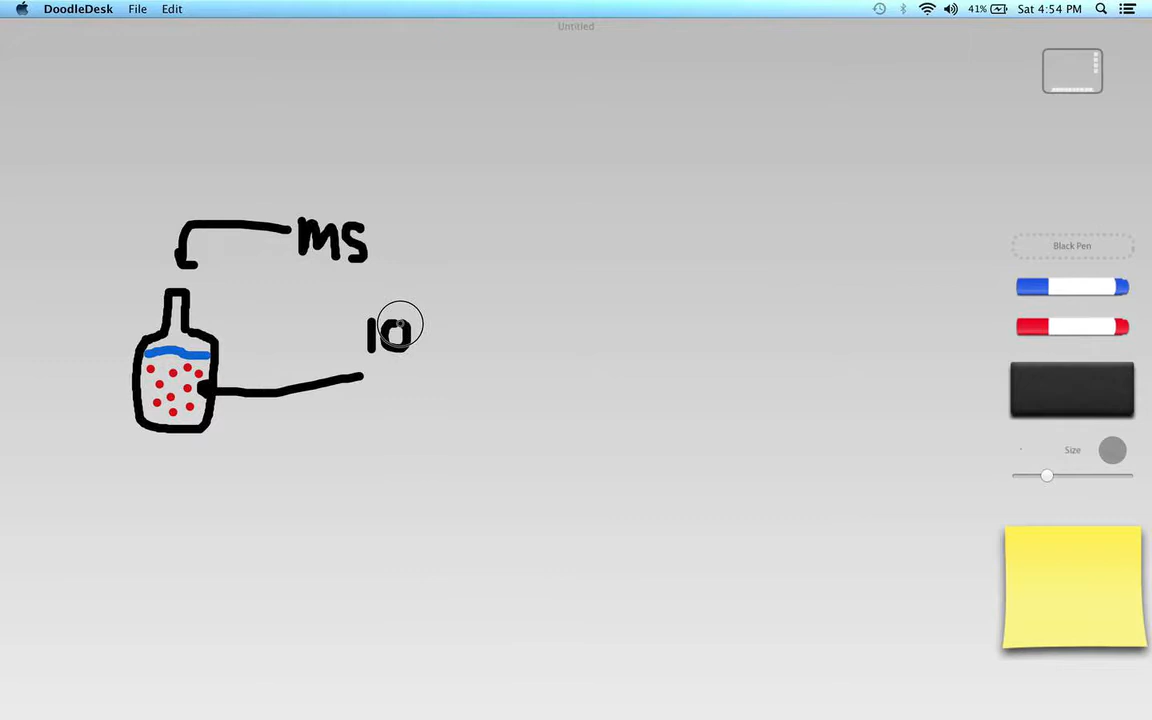 DoodleDesk File Edit 41% Sat 4:54 PM
Untitled
Black Pen
MS
10
Size